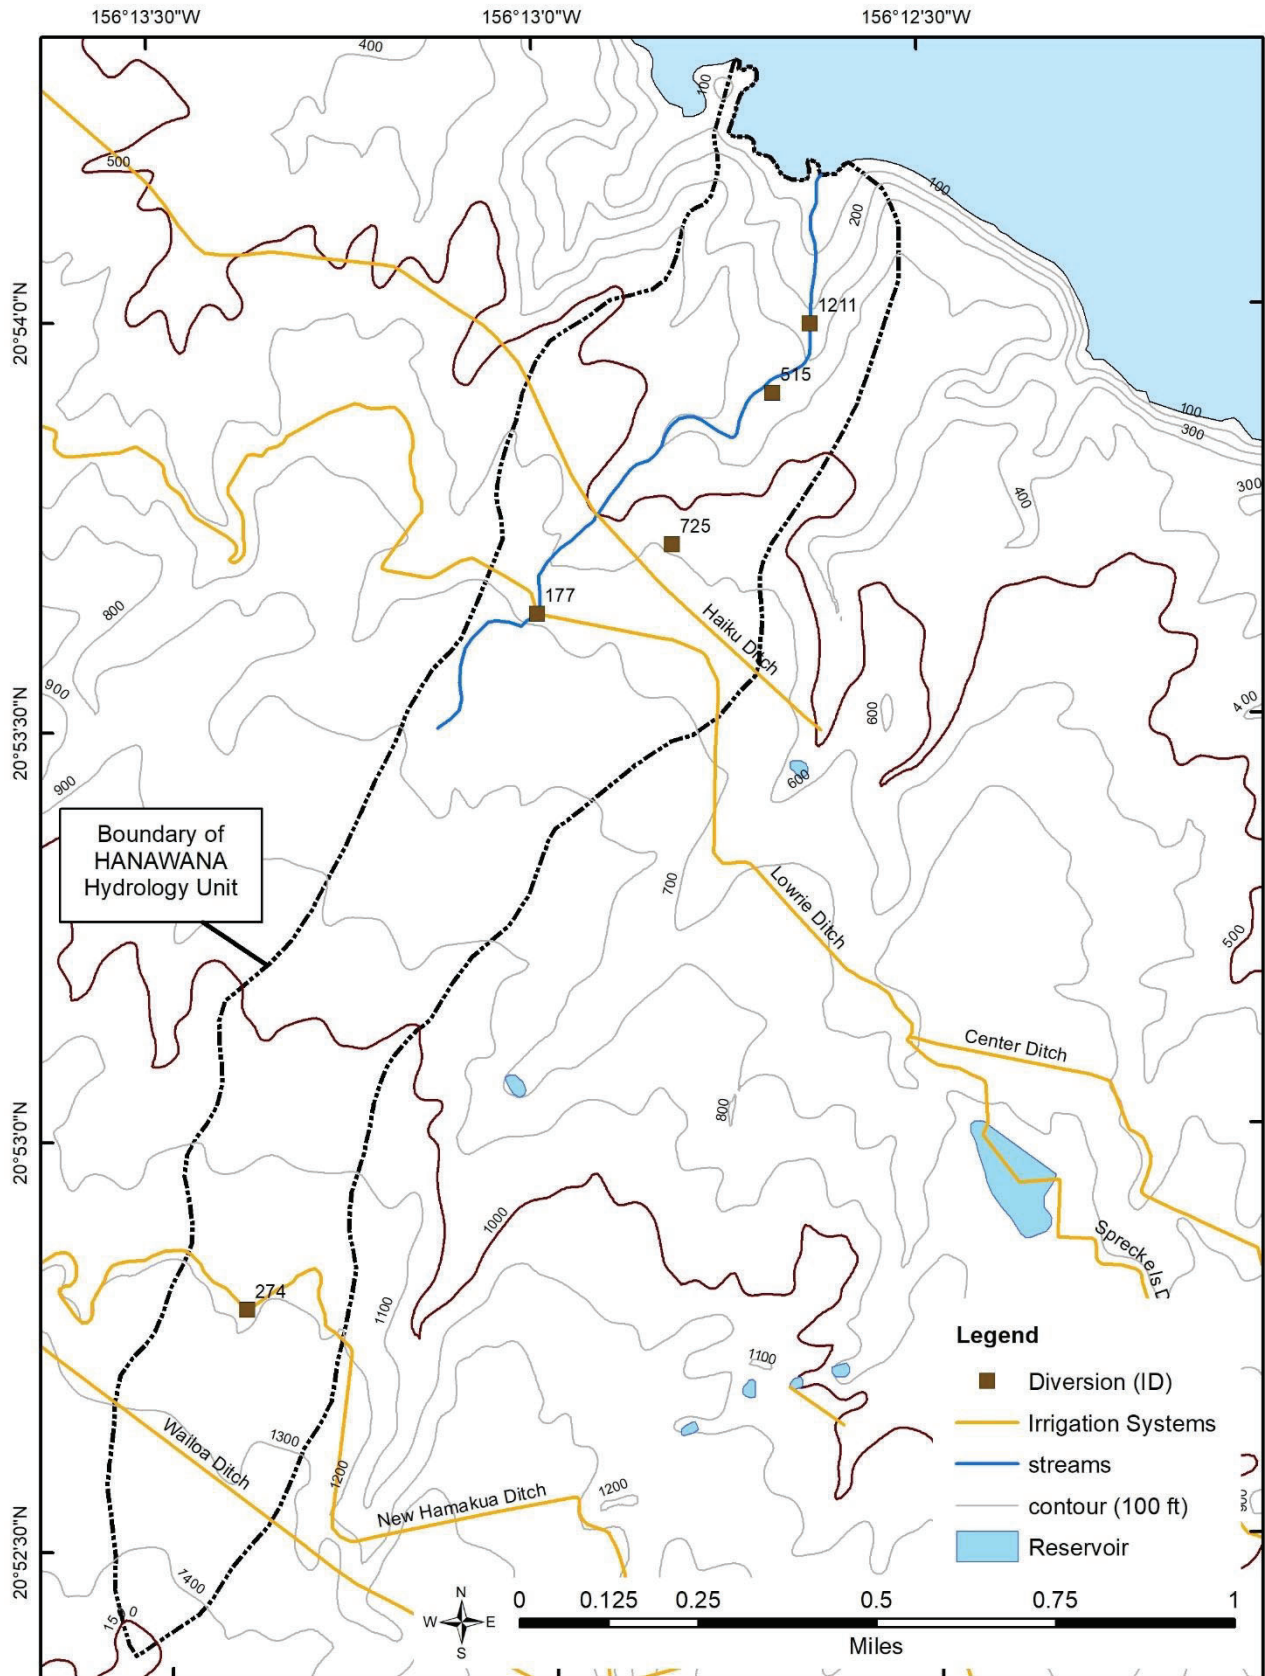 156°13'30"W
156°13'0"W
156°12'30"W
400
100
500
100
200
20°54'0"N
1211
515
100
300
300
400
725
177
800
Haiku Ditch
900
600
400
20°53'30"N
900
600
Boundary of
HANAWANA
Hydrology Unit
700
Lowrie Ditch
500
Center Ditch
800
20°53'0"N
1000
Spreckels D
274
1100
Legend
1100
Diversion (ID)
Irrigation Systems
Wailoa Ditch
1300
streams
1200
New Hamakua Ditch
1200
contour (100 ft)
Reservoir
20°52'30"N
1400
N
W
E
S
0
0.125
0.25
0.5
0.75
1
Miles